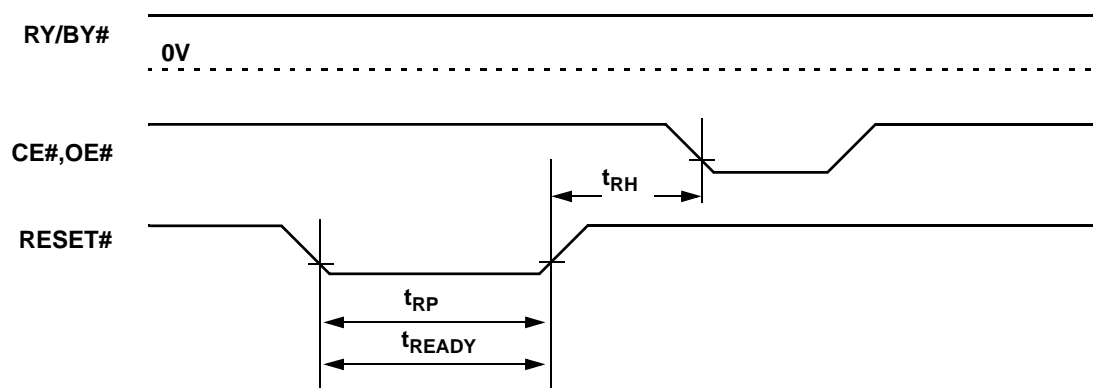 RY/BY#
0V
CE#,OE#
tRH
RESET#
tRP
tREADY